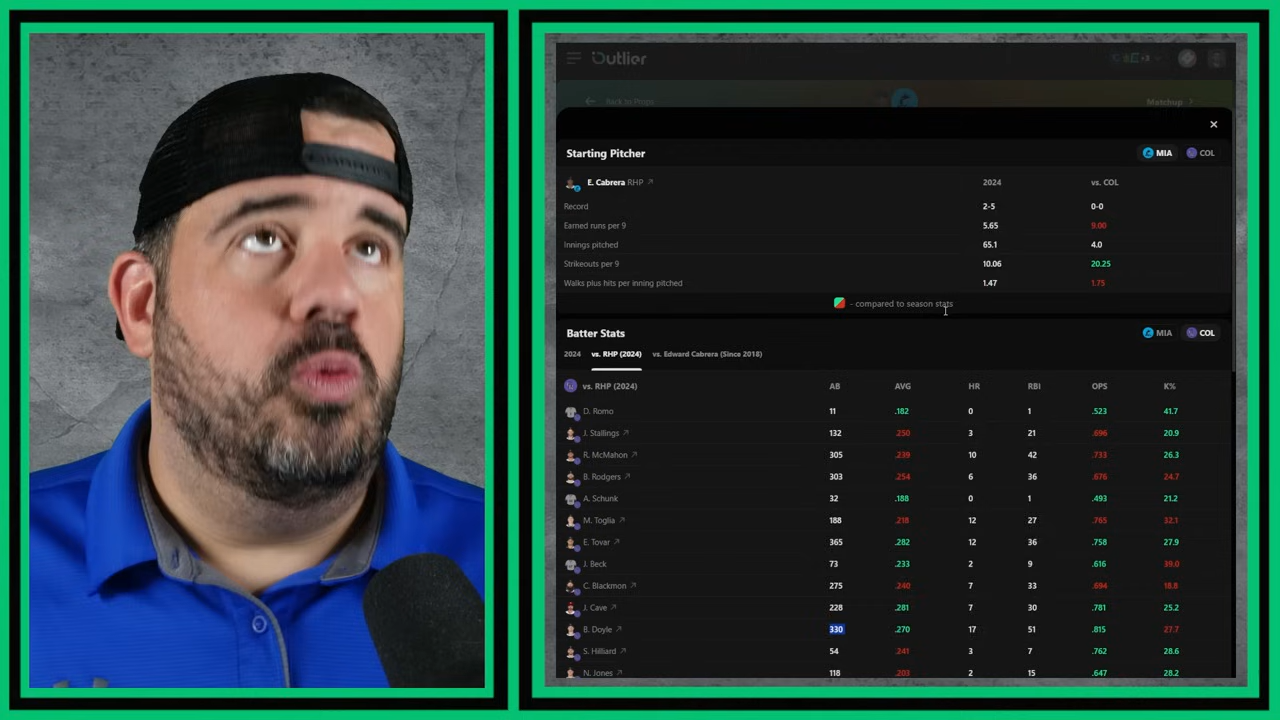 Outlier
Back to Props
Matchup
Starting Pitcher MIA COL
E. Cabrera RHP 2024 vs. COL
Record 2-5 0-0
Earned runs per 9 5.65 9.00
Innings pitched 65.1 4.0
Strikeouts per 9 10.06 20.25
Walks plus hits per inning pitched 1.47 1.75
- compared to season stats
Batter Stats MIA COL
2024 vs. RHP (2024) vs. Edward Cabrera (Since 2018)
vs. RHP (2024) AB AVG HR RBI OPS K%
D. Romo 11 .182 0 1 .523 41.7
J. Stallings 132 .250 3 21 .696 20.9
R. McMahon 305 .239 10 42 .733 26.3
B. Rodgers 303 .254 6 36 .676 24.7
A. Schunk 32 .188 0 1 .493 21.2
M. Toglia 188 .218 12 27 .765 32.1
E. Tovar 365 .282 12 36 .758 27.9
J. Beck 73 .233 2 9 .616 39.0
C. Blackmon 275 .240 7 33 .694 18.8
J. Cave 228 .281 7 30 .781 25.2
B. Doyle 330 .270 17 51 .815 27.7
S. Hilliard 54 .241 3 7 .762 28.6
N. Jones 118 .203 2 15 .647 28.2